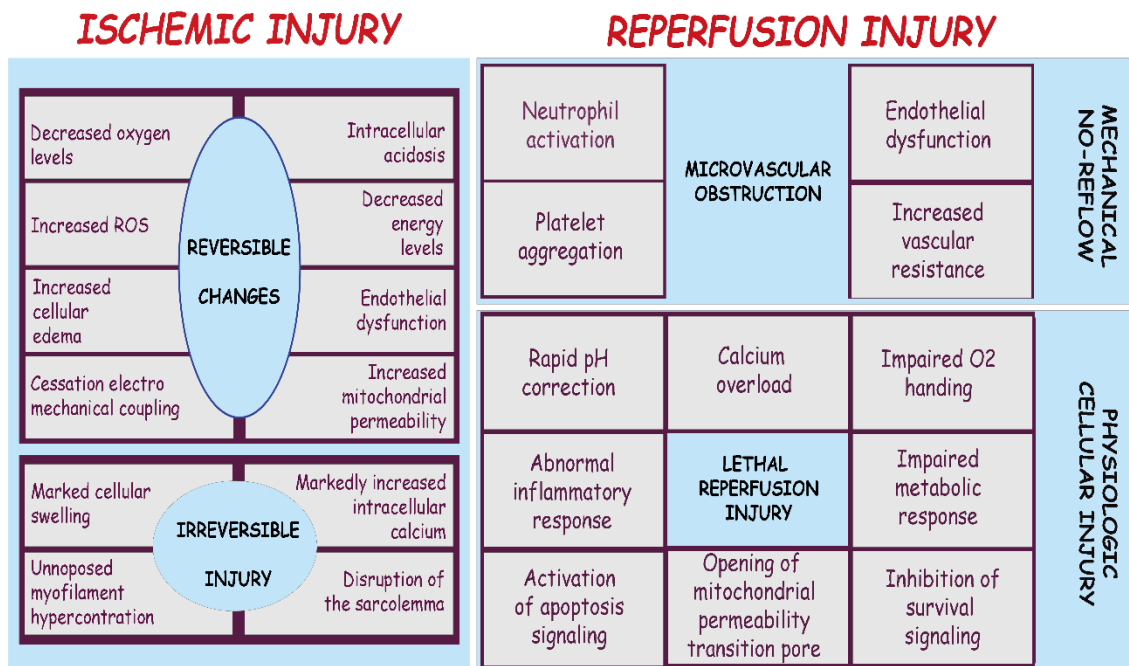 ISCHEMIC INJURY
Decreased oxygen
levels
Intracellular
acidosis
Increased ROS
Decreased
energy
levels
REVERSIBLE
CHANGES
Increased
cellular
edema
Endothelial
dysfunction
Cessation electro
mechanical coupling
Increased
mitochondrial
permeability
Marked cellular
swelling
Markedly increased
intracellular
calcium
IRREVERSIBLE
INJURY
Unnoposed
myofilament
hypercontration
Disruption of
the sarcolemma
REPERFUSION INJURY
Neutrophil
activation
MICROVASCULAR
OBSTRUCTION
Endothelial
dysfunction
Platelet
aggregation
Increased
vascular
resistance
MECHANICAL
NO-REFLOW
Rapid pH
correction
Calcium
overload
Impaired O2
handing
Abnormal
inflammatory
response
LETHAL
REPERFUSION
INJURY
Impaired
metabolic
response
Activation
of apoptosis
signaling
Opening of
mitochondrial
permeability
transition pore
Inhibition of
survival
signaling
PHYSIOLOGIC
CELLULAR INJURY